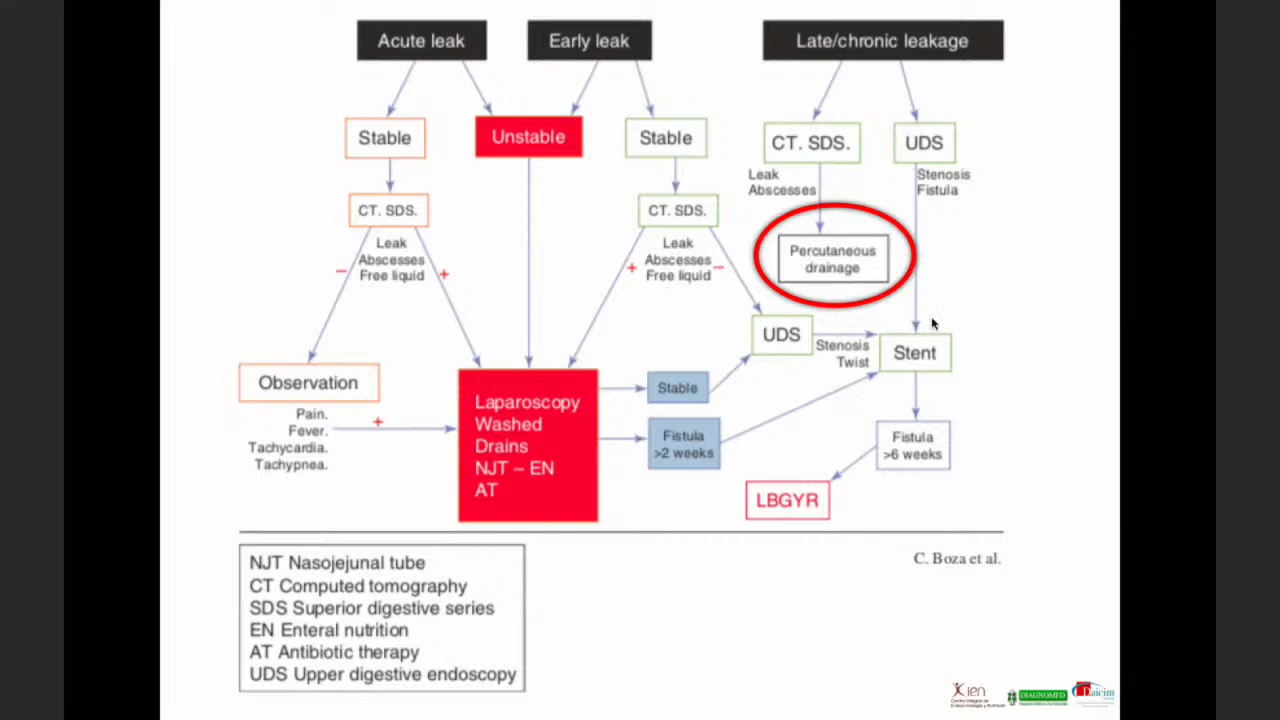 Acute leak
Early leak
Late/chronic leakage
Stable
Unstable
Stable
CT. SDS.
UDS
Leak
Abscesses
Stenosis
Fistula
CT. SDS.
CT. SDS.
Leak
Abscesses
Free liquid
–
+
Leak
Abscesses
Free liquid
+
–
Percutaneous
drainage
UDS
Stenosis
Twist
Stent
Observation
Pain.
Fever.
Tachycardia.
Tachypnea.
+
Laparoscopy
Washed
Drains
NJT – EN
AT
Stable
Fistula
>2 weeks
Fistula
>6 weeks
LBGYR
C. Boza et al.
NJT Nasojejunal tube
CT Computed tomography
SDS Superior digestive series
EN Enteral nutrition
AT Antibiotic therapy
UDS Upper digestive endoscopy
ien
DIAGNOMED
Daicim